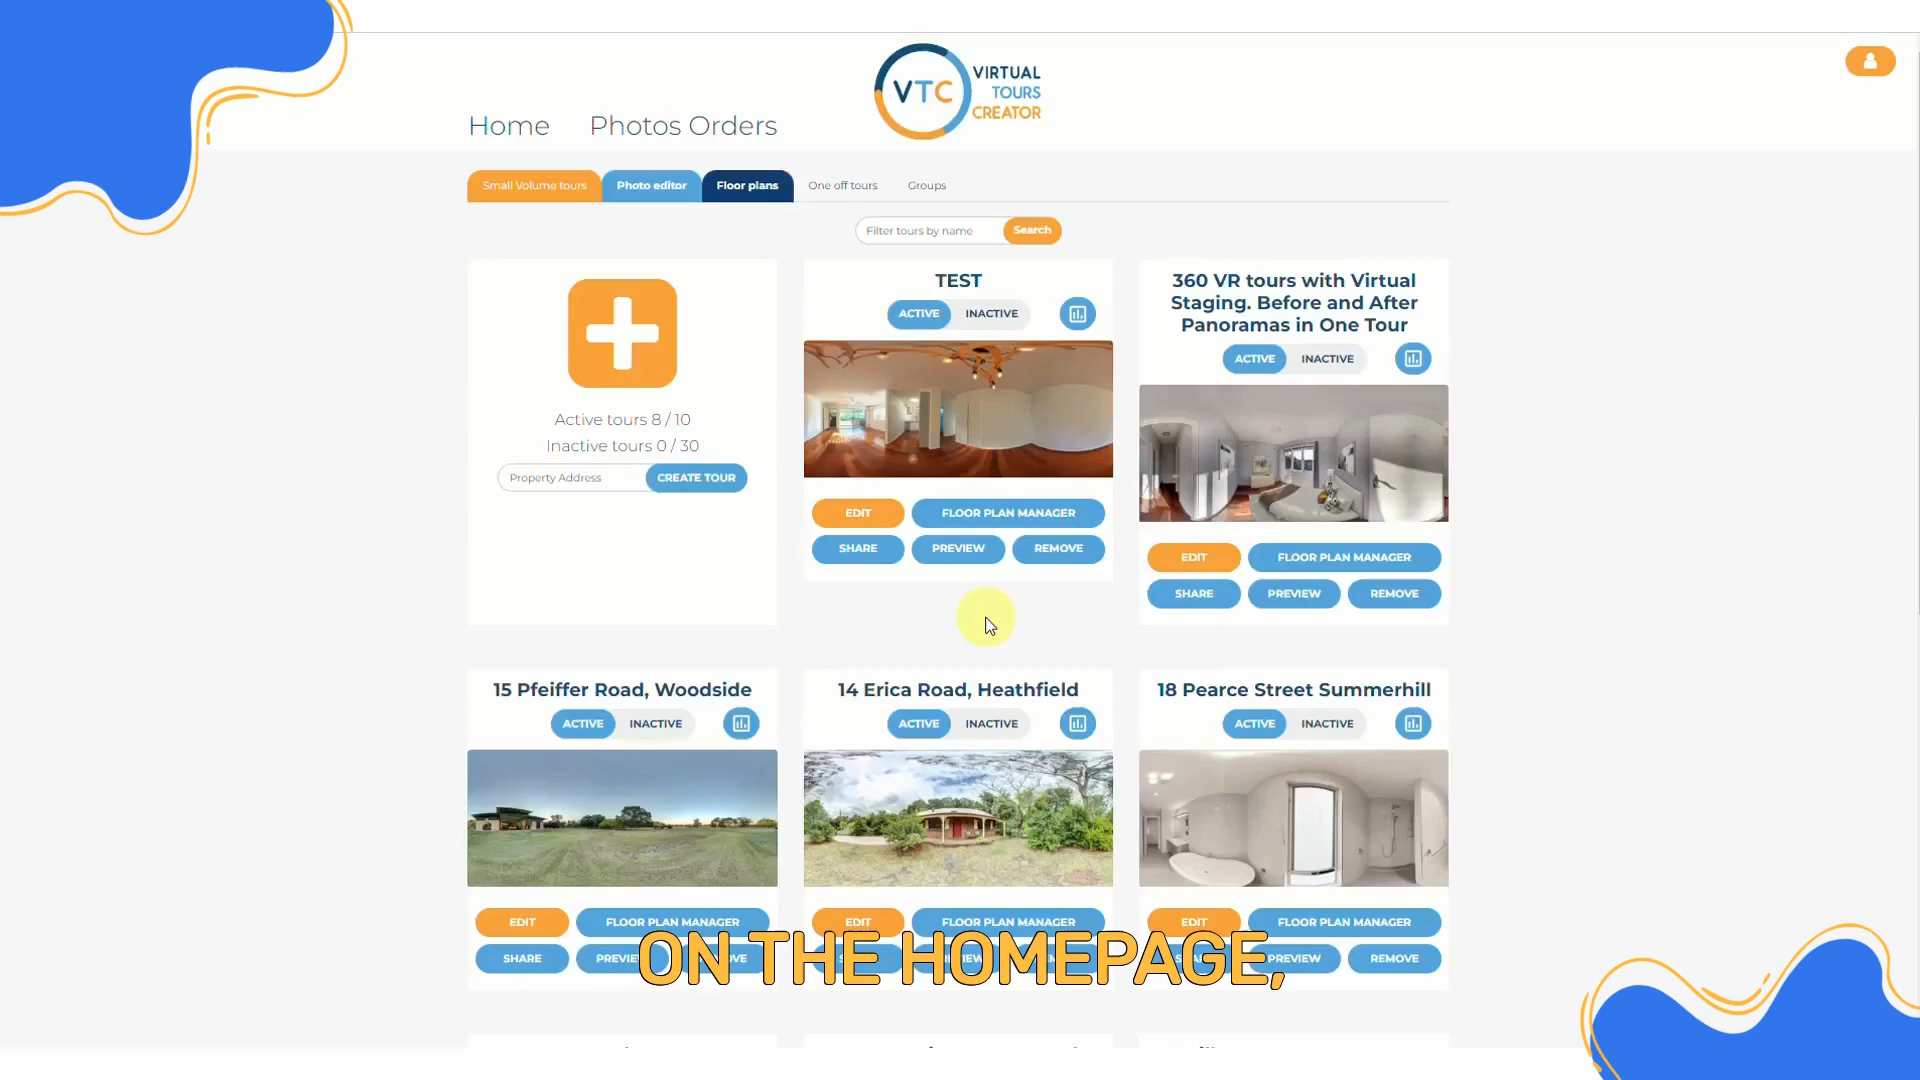 VTC
VIRTUAL
TOURS
CREATOR
Home Photos Orders
Small Volume tours Photo editor Floor plans One off tours Groups
Filter tours by name Search
Active tours 8 / 10
Inactive tours 0 / 30
Property Address CREATE TOUR
TEST
ACTIVE INACTIVE
EDIT FLOOR PLAN MANAGER
SHARE PREVIEW REMOVE
360 VR tours with Virtual
Staging. Before and After
Panoramas in One Tour
ACTIVE INACTIVE
EDIT FLOOR PLAN MANAGER
SHARE PREVIEW REMOVE
15 Pfeiffer Road, Woodside
ACTIVE INACTIVE
EDIT FLOOR PLAN MANAGER
SHARE
14 Erica Road, Heathfield
ACTIVE INACTIVE
EDIT FLOOR PLAN MANAGER
18 Pearce Street Summerhill
ACTIVE INACTIVE
EDIT FLOOR PLAN MANAGER
PREVIEW REMOVE
ON THE HOMEPAGE,